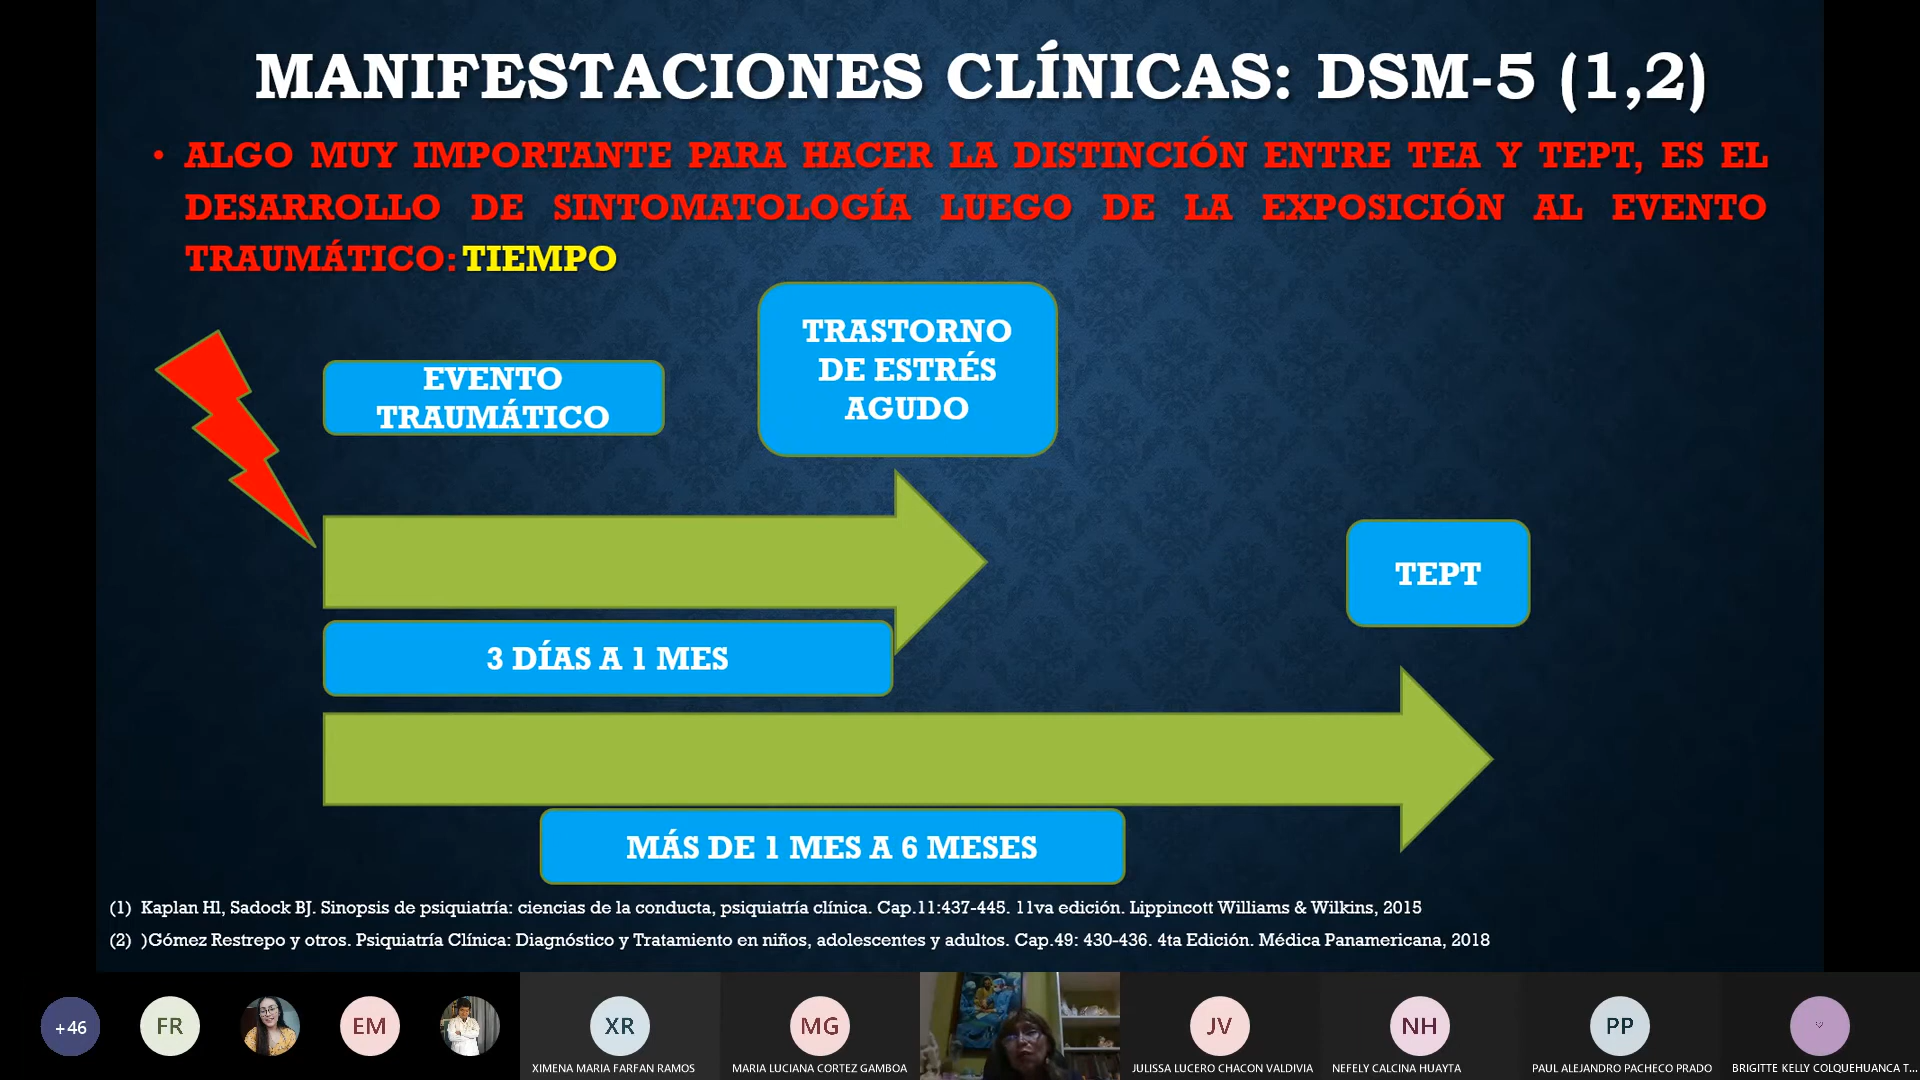 MANIFESTACIONES CLÍNICAS: DSM-5 (1,2)
• ALGO MUY IMPORTANTE PARA HACER LA DISTINCIÓN ENTRE TEA Y TEPT, ES EL
DESARROLLO DE SINTOMATOLOGÍA LUEGO DE LA EXPOSICIÓN AL EVENTO
TRAUMÁTICO: TIEMPO
TRASTORNO
DE ESTRÉS
AGUDO
EVENTO
TRAUMÁTICO
TEPT
3 DÍAS A 1 MES
MÁS DE 1 MES A 6 MESES
(1) Kaplan Hl, Sadock BJ. Sinopsis de psiquiatría: ciencias de la conducta, psiquiatría clínica. Cap.11:437-445. 11va edición. Lippincott Williams & Wilkins, 2015
(2) )Gómez Restrepo y otros. Psiquiatría Clínica: Diagnóstico y Tratamiento en niños, adolescentes y adultos. Cap.49: 430-436. 4ta Edición. Médica Panamericana, 2018
+46
FR
EM
XR
MG
JV
NH
PP
XIMENA MARIA FARFAN RAMOS
MARIA LUCIANA CORTEZ GAMBOA
JULISSA LUCERO CHACON VALDIVIA
NEFELY CALCINA HUAYTA
PAUL ALEJANDRO PACHECO PRADO
BRIGITTE KELLY COLQUEHUANCA T...